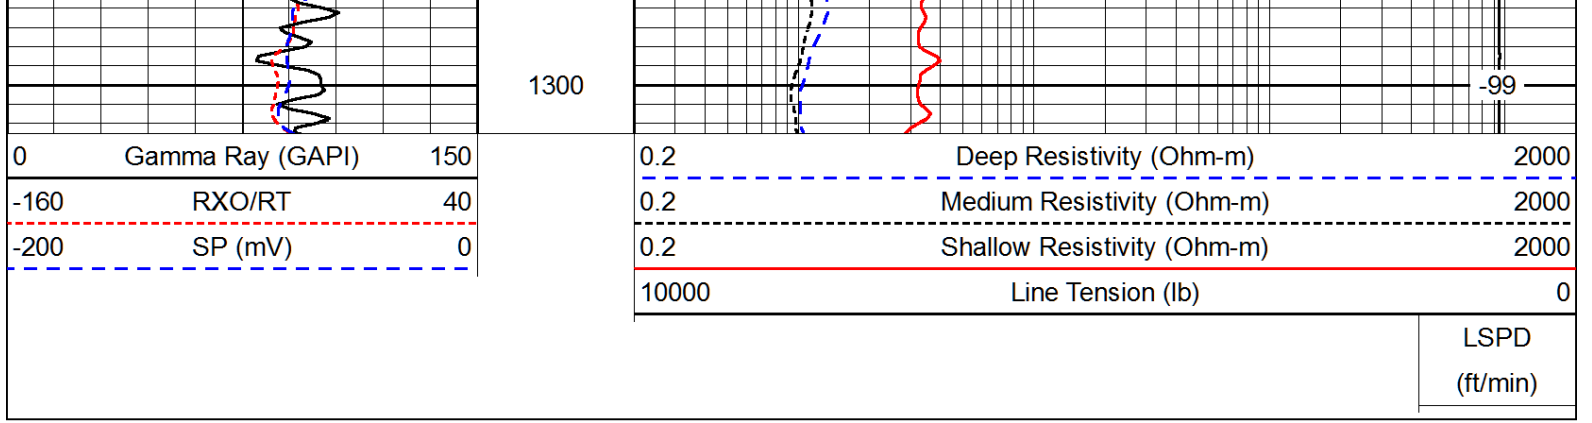 1300
-99
0 Gamma Ray (GAPI) 150
0.2 Deep Resistivity (Ohm-m) 2000
-160 RXO/RT 40
0.2 Medium Resistivity (Ohm-m) 2000
-200 SP (mV) 0
0.2 Shallow Resistivity (Ohm-m) 2000
10000 Line Tension (lb) 0
LSPD
(ft/min)